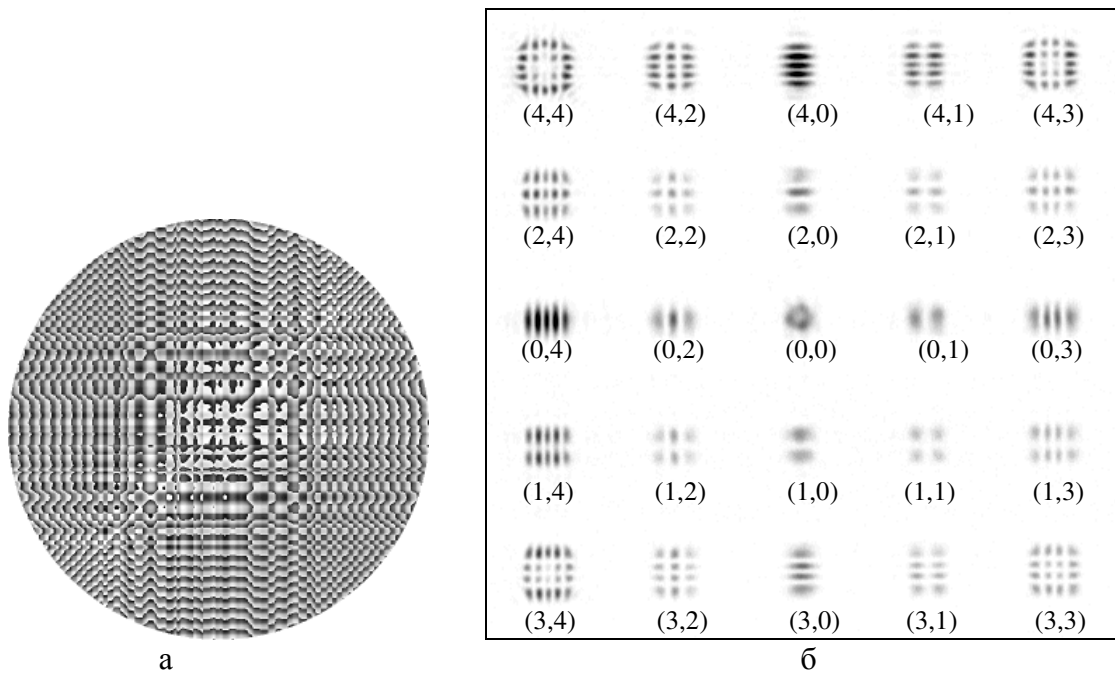 (4,4) (4,2) (4,0) (4,1) (4,3)
(2,4) (2,2) (2,0) (2,1) (2,3)
(0,4) (0,2) (0,0) (0,1) (0,3)
(1,4) (1,2) (1,0) (1,1) (1,3)
(3,4) (3,2) (3,0) (3,1) (3,3)
а б